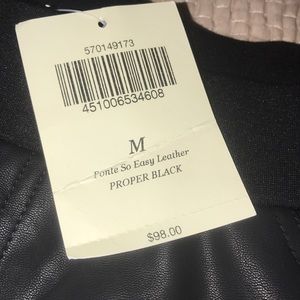 570149173
451006534608
M
Ponte So Easy Leather
PROPER BLACK
$98.00